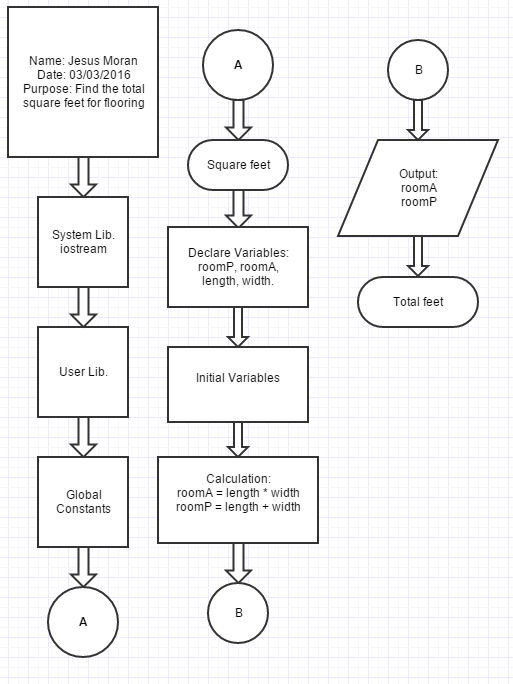 Name: Jesus Moran
Date: 03/03/2016
Purpose: Find the total
square feet for flooring
System Lib.
iostream
User Lib.
Global
Constants
A
A
Square feet
Declare Variables:
roomP, roomA,
length, width.
Initial Variables
Calculation:
roomA = length * width
roomP = length + width
B
B
Output:
roomA
roomP
Total feet